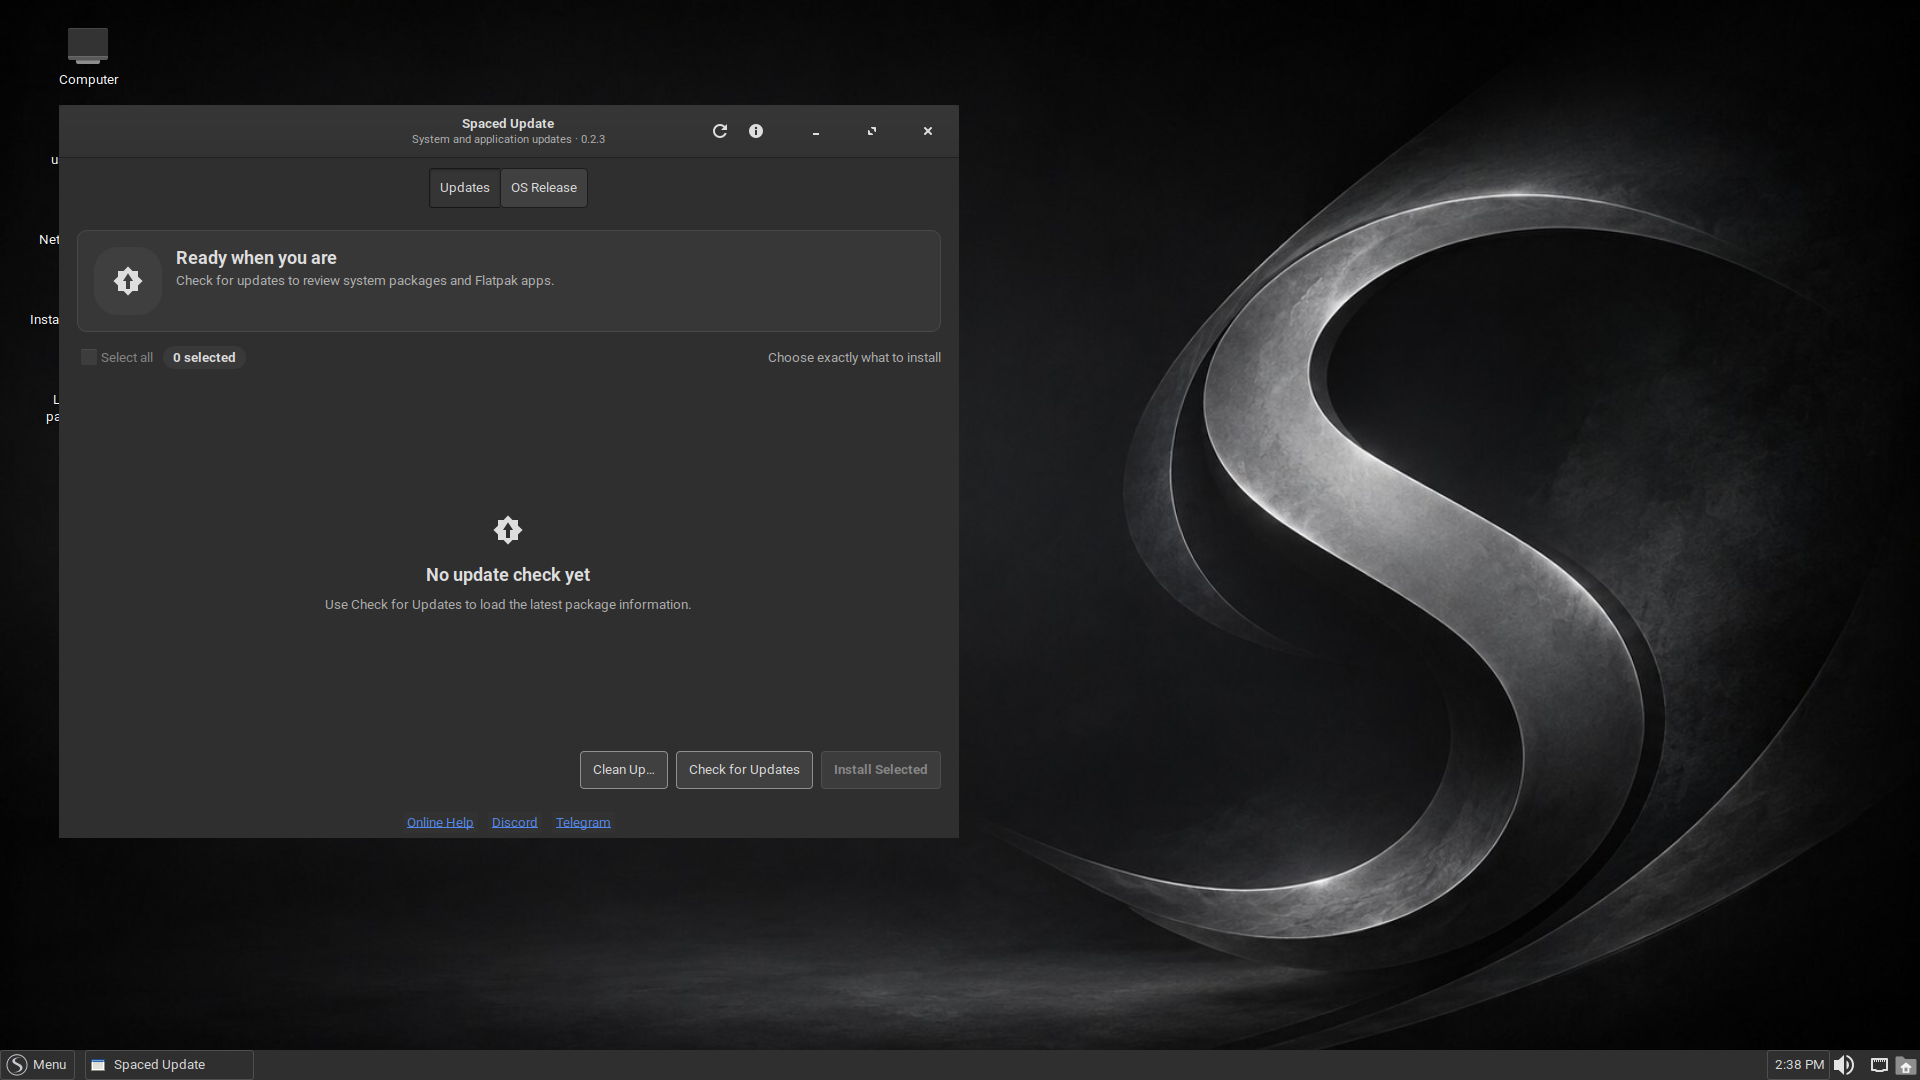 Computer
Spaced Update
System and application updates · 0.2.3
Updates
OS Release
Ready when you are
Check for updates to review system packages and Flatpak apps.
Select all
0 selected
Choose exactly what to install
No update check yet
Use Check for Updates to load the latest package information.
Clean Up...
Check for Updates
Install Selected
Online Help
Discord
Telegram
Menu
Spaced Update
2:38 PM